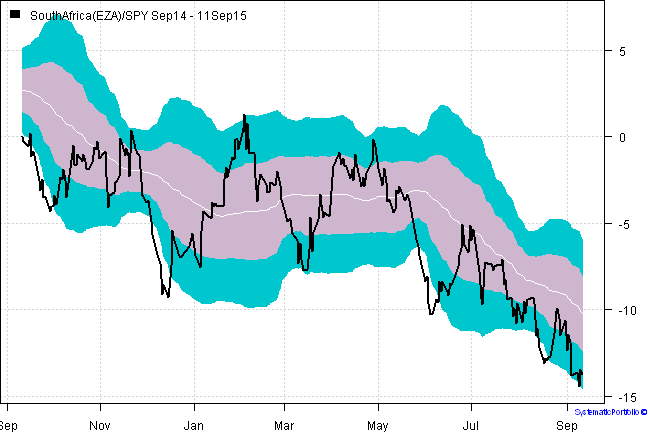 SouthAfrica(EZA)/SPY Sep14 - 11Sep15
5
0
-5
-10
-15
Sep Nov Jan Mar May Jul Sep
SystematicPortfolio ©